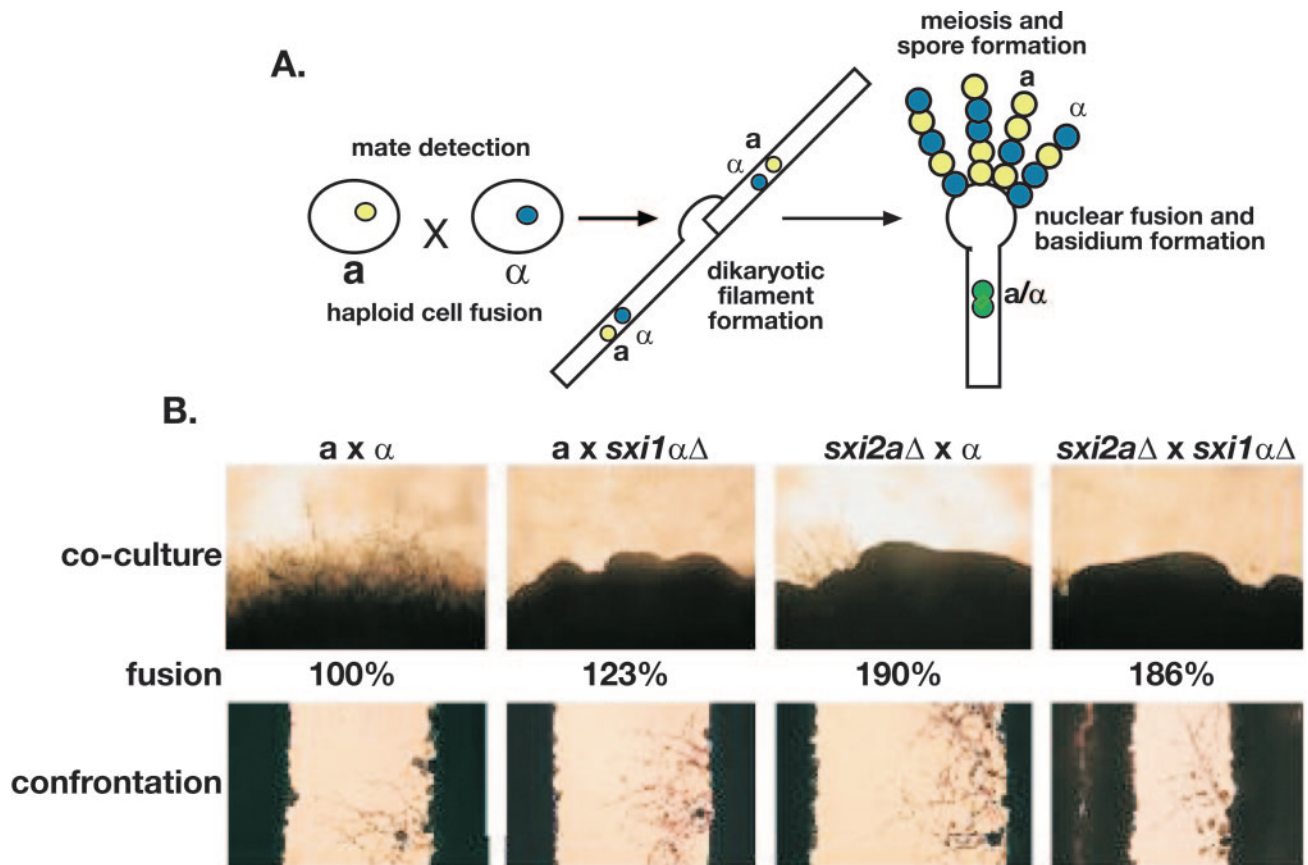 A.
mate detection
a
X
α
haploid cell fusion
a
α
a
α
dikaryotic
filament
formation
meiosis and
spore formation
a
α
nuclear fusion and
basidium formation
a/α
B.
a x α
a x sxi1αΔ
sxi2aΔ x α
sxi2aΔ x sxi1αΔ
co-culture
fusion
100%
123%
190%
186%
confrontation